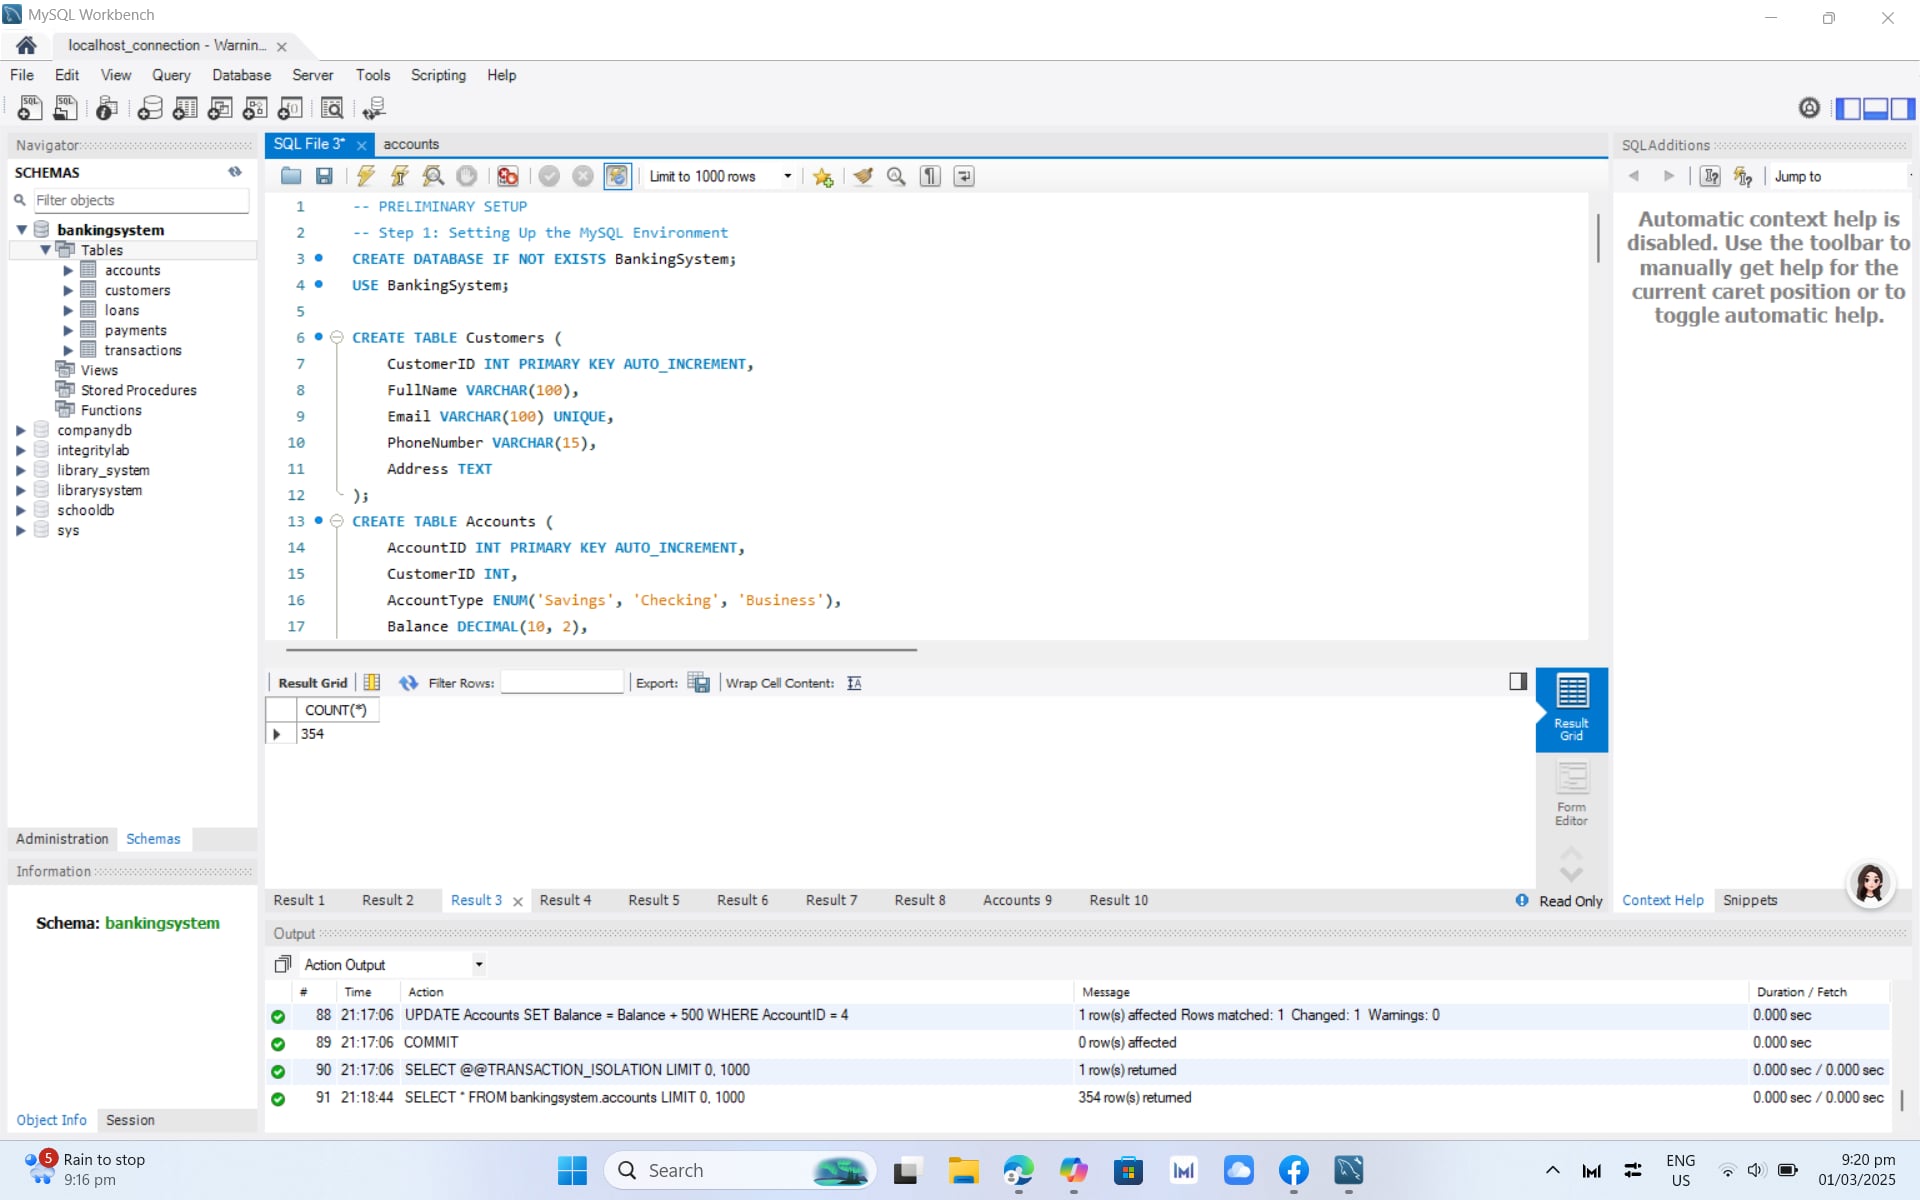 MySQL Workbench
localhost_connection - Warnin...
File Edit View Query Database Server Tools Scripting Help
Navigator
SCHEMAS
Filter objects
bankingsystem
Tables
accounts
customers
loans
payments
transactions
Views
Stored Procedures
Functions
companydb
integritylab
library_system
librarysystem
schooldb
sys
Administration Schemas
Information
Schema: bankingsystem
Object Info Session
SQL File 3* accounts
Limit to 1000 rows
1 -- PRELIMINARY SETUP
2 -- Step 1: Setting Up the MySQL Environment
3 CREATE DATABASE IF NOT EXISTS BankingSystem;
4 USE BankingSystem;
5
6 CREATE TABLE Customers (
7 CustomerID INT PRIMARY KEY AUTO_INCREMENT,
8 FullName VARCHAR(100),
9 Email VARCHAR(100) UNIQUE,
10 PhoneNumber VARCHAR(15),
11 Address TEXT
12 );
13 CREATE TABLE Accounts (
14 AccountID INT PRIMARY KEY AUTO_INCREMENT,
15 CustomerID INT,
16 AccountType ENUM('Savings', 'Checking', 'Business'),
17 Balance DECIMAL(10, 2),
Result Grid Filter Rows: Export: Wrap Cell Content:
COUNT(*)
354
Result
Grid
Form
Editor
Result 1 Result 2 Result 3 Result 4 Result 5 Result 6 Result 7 Result 8 Accounts 9 Result 10 Read Only
SQLAdditions
Jump to
Automatic context help is
disabled. Use the toolbar to
manually get help for the
current caret position or to
toggle automatic help.
Context Help Snippets
Output
Action Output
# Time Action Message Duration / Fetch
88 21:17:06 UPDATE Accounts SET Balance = Balance + 500 WHERE AccountID = 4 1 row(s) affected Rows matched: 1 Changed: 1 Warnings: 0 0.000 sec
89 21:17:06 COMMIT 0 row(s) affected 0.000 sec
90 21:17:06 SELECT @@TRANSACTION_ISOLATION LIMIT 0, 1000 1 row(s) returned 0.000 sec / 0.000 sec
91 21:18:44 SELECT * FROM bankingsystem.accounts LIMIT 0, 1000 354 row(s) returned 0.000 sec / 0.000 sec
5
Rain to stop
9:16 pm
Search
ENG
US
9:20 pm
01/03/2025